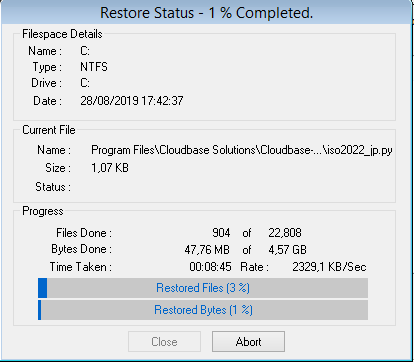 Restore Status - 1 % Completed.
Filespace Details
Name : C:
Type : NTFS
Drive : C:
Date : 28/08/2019 17:42:37
Current File
Name : Program Files\Cloudbase Solutions\Cloudbase-...\iso2022_jp.py
Size : 1,07 KB
Status :
Progress
Files Done : 904 of 22,808
Bytes Done : 47,76 MB of 4,57 GB
Time Taken : 00:08:45 Rate : 2329,1 KB/Sec
Restored Files (3 %)
Restored Bytes (1 %)
Close Abort